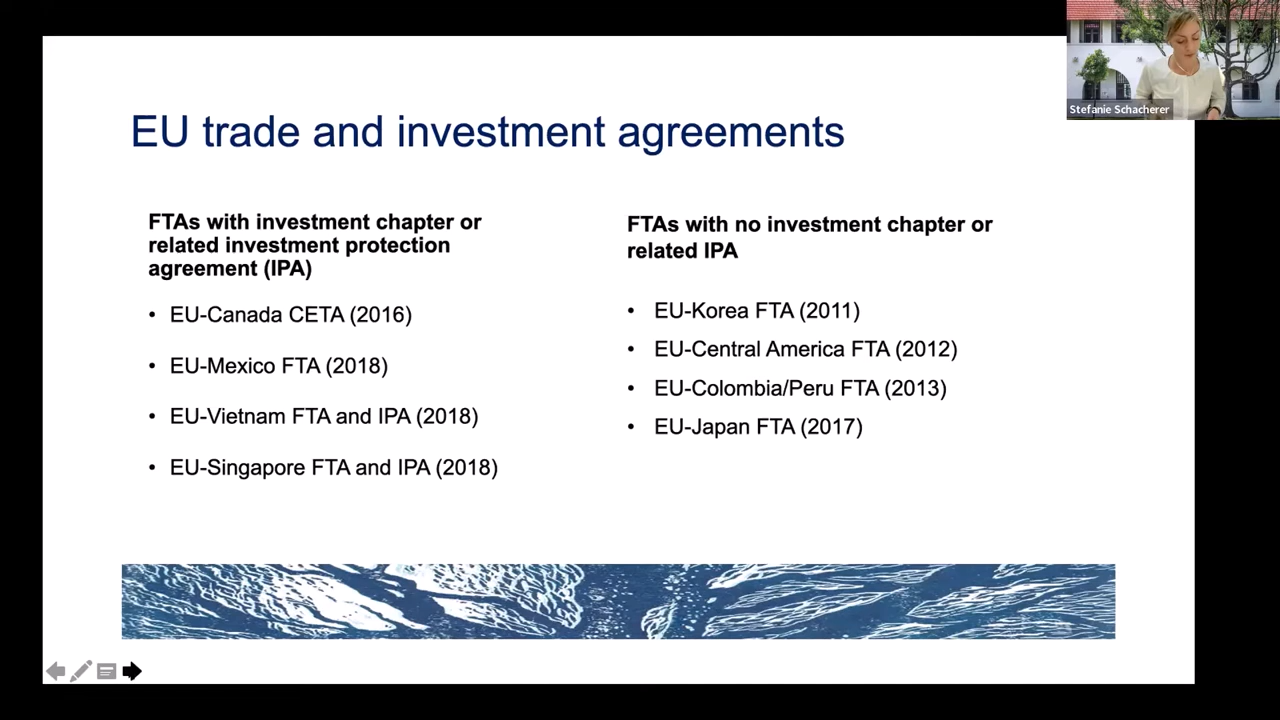 Stefanie Schacherer
EU trade and investment agreements
FTAs with investment chapter or
related investment protection
agreement (IPA)
• EU-Canada CETA (2016)
• EU-Mexico FTA (2018)
• EU-Vietnam FTA and IPA (2018)
• EU-Singapore FTA and IPA (2018)
FTAs with no investment chapter or
related IPA
• EU-Korea FTA (2011)
• EU-Central America FTA (2012)
• EU-Colombia/Peru FTA (2013)
• EU-Japan FTA (2017)